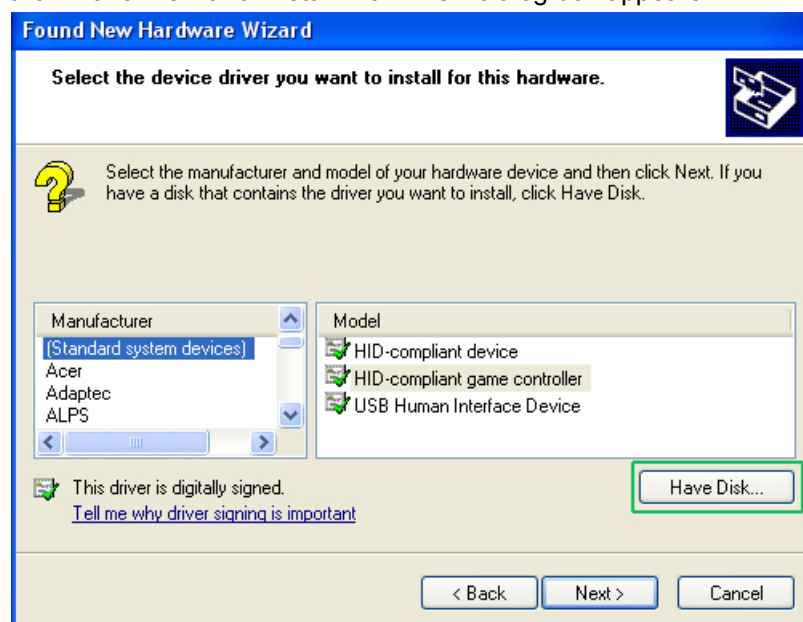 Found New Hardware Wizard
Select the device driver you want to install for this hardware.
Select the manufacturer and model of your hardware device and then click Next. If you
have a disk that contains the driver you want to install, click Have Disk.
Manufacturer
(Standard system devices)
Acer
Adaptec
ALPS
Model
HID-compliant device
HID-compliant game controller
USB Human Interface Device
This driver is digitally signed.
Tell me why driver signing is important
Have Disk...
< Back
Next >
Cancel